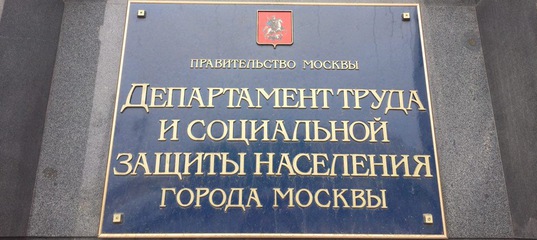 ПРАВИТЕЛЬСТВО МОСКВЫ
ДЕПАРТАМЕНТ ТРУДА
И СОЦИАЛЬНОЙ
ЗАЩИТЫ НАСЕЛЕНИЯ
ГОРОДА МОСКВЫ